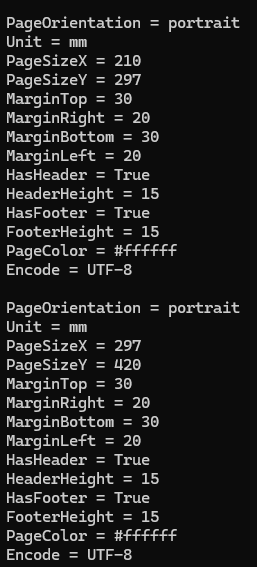 PageOrientation = portrait
Unit = mm
PageSizeX = 210
PageSizeY = 297
MarginTop = 30
MarginRight = 20
MarginBottom = 30
MarginLeft = 20
HasHeader = True
HeaderHeight = 15
HasFooter = True
FooterHeight = 15
PageColor = #ffffff
Encode = UTF-8

PageOrientation = portrait
Unit = mm
PageSizeX = 297
PageSizeY = 420
MarginTop = 30
MarginRight = 20
MarginBottom = 30
MarginLeft = 20
HasHeader = True
HeaderHeight = 15
HasFooter = True
FooterHeight = 15
PageColor = #ffffff
Encode = UTF-8